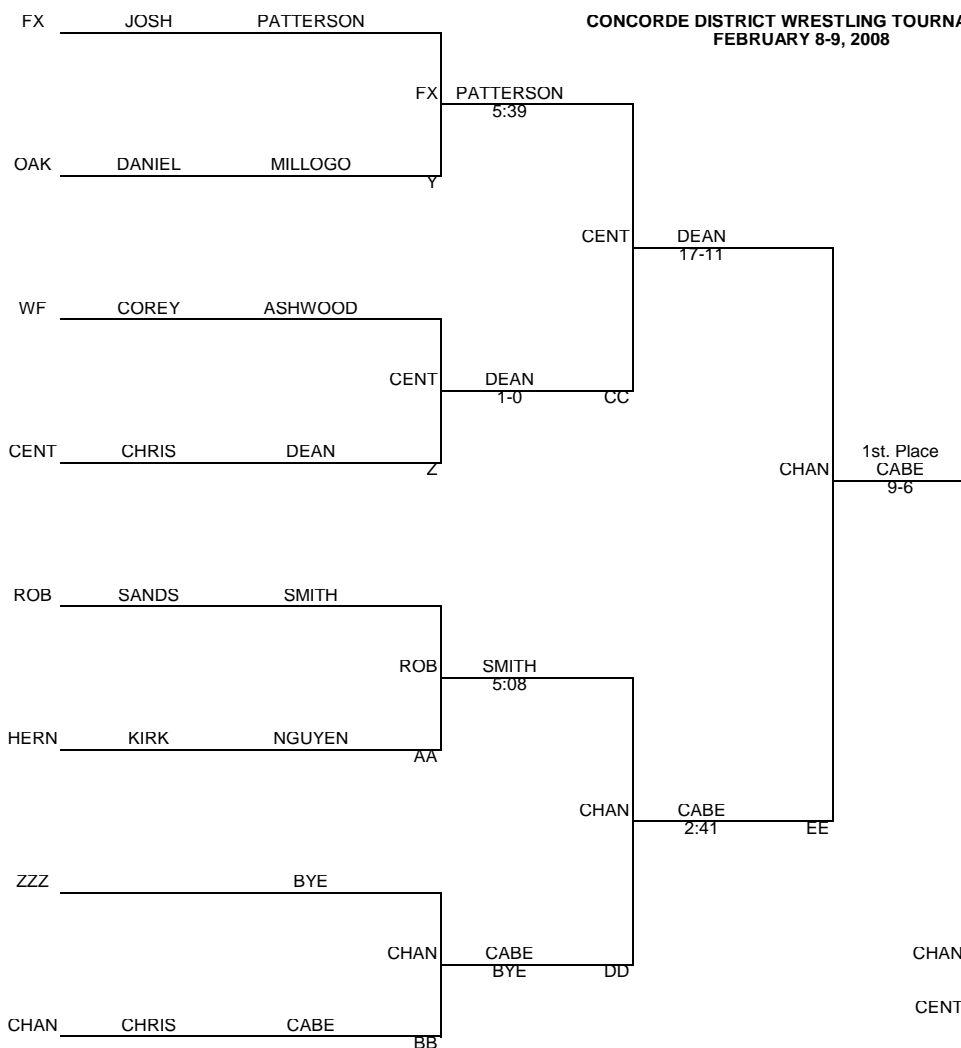 CONCORDE DISTRICT WRESTLING TOURNA
FEBRUARY 8-9, 2008
FX JOSH PATTERSON
FX PATTERSON
5:39
OAK DANIEL MILLOGO
Y
CENT DEAN
17-11
WF COREY ASHWOOD
CENT DEAN
1-0 CC
CENT CHRIS DEAN
Z
1st. Place
CHAN CABE
9-6
ROB SANDS SMITH
ROB SMITH
5:08
HERN KIRK NGUYEN
AA
CHAN CABE
2:41 EE
ZZZ BYE
CHAN CABE
BYE DD
CHAN
CENT
CHAN CHRIS CABE
BB